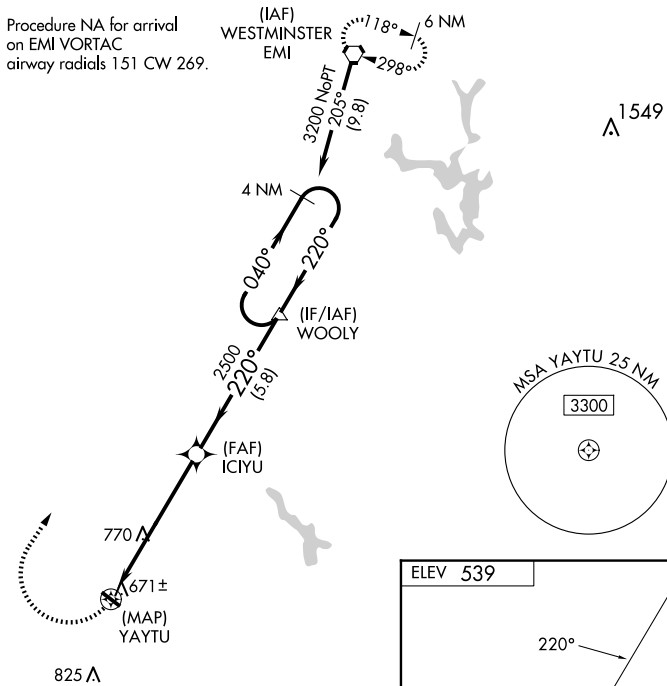 Procedure NA for arrival
on EMI VORTAC
airway radials 151 CW 269.
(IAF)
WESTMINSTER
EMI
118°
6 NM
298°
3200 NoPT
205°
(9.8)
1549
4 NM
040°
220°
(IF/IAF)
WOOLY
2500
220°
(5.8)
MSA YAYTU 25 NM
3300
(FAF)
ICIYU
770
671±
(MAP)
YAYTU
825
ELEV 539
220°